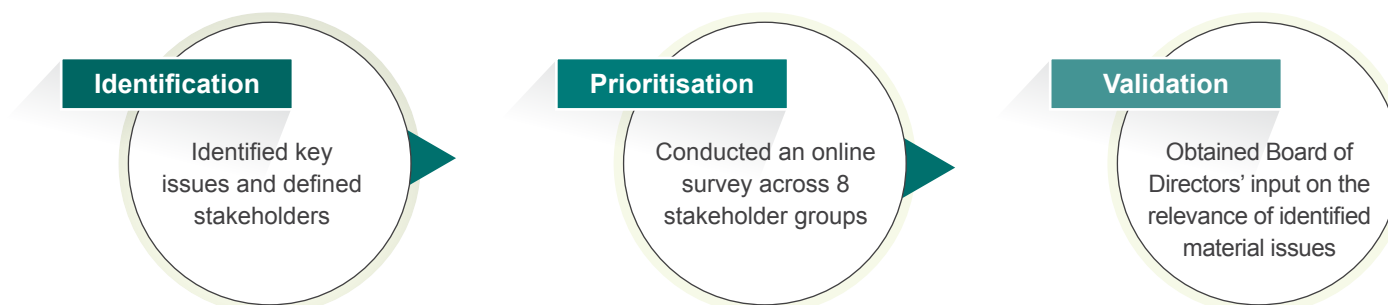 Identification
Identified key
issues and defined
stakeholders
Prioritisation
Conducted an online
survey across 8
stakeholder groups
Validation
Obtained Board of
Directors’ input on the
relevance of identified
material issues